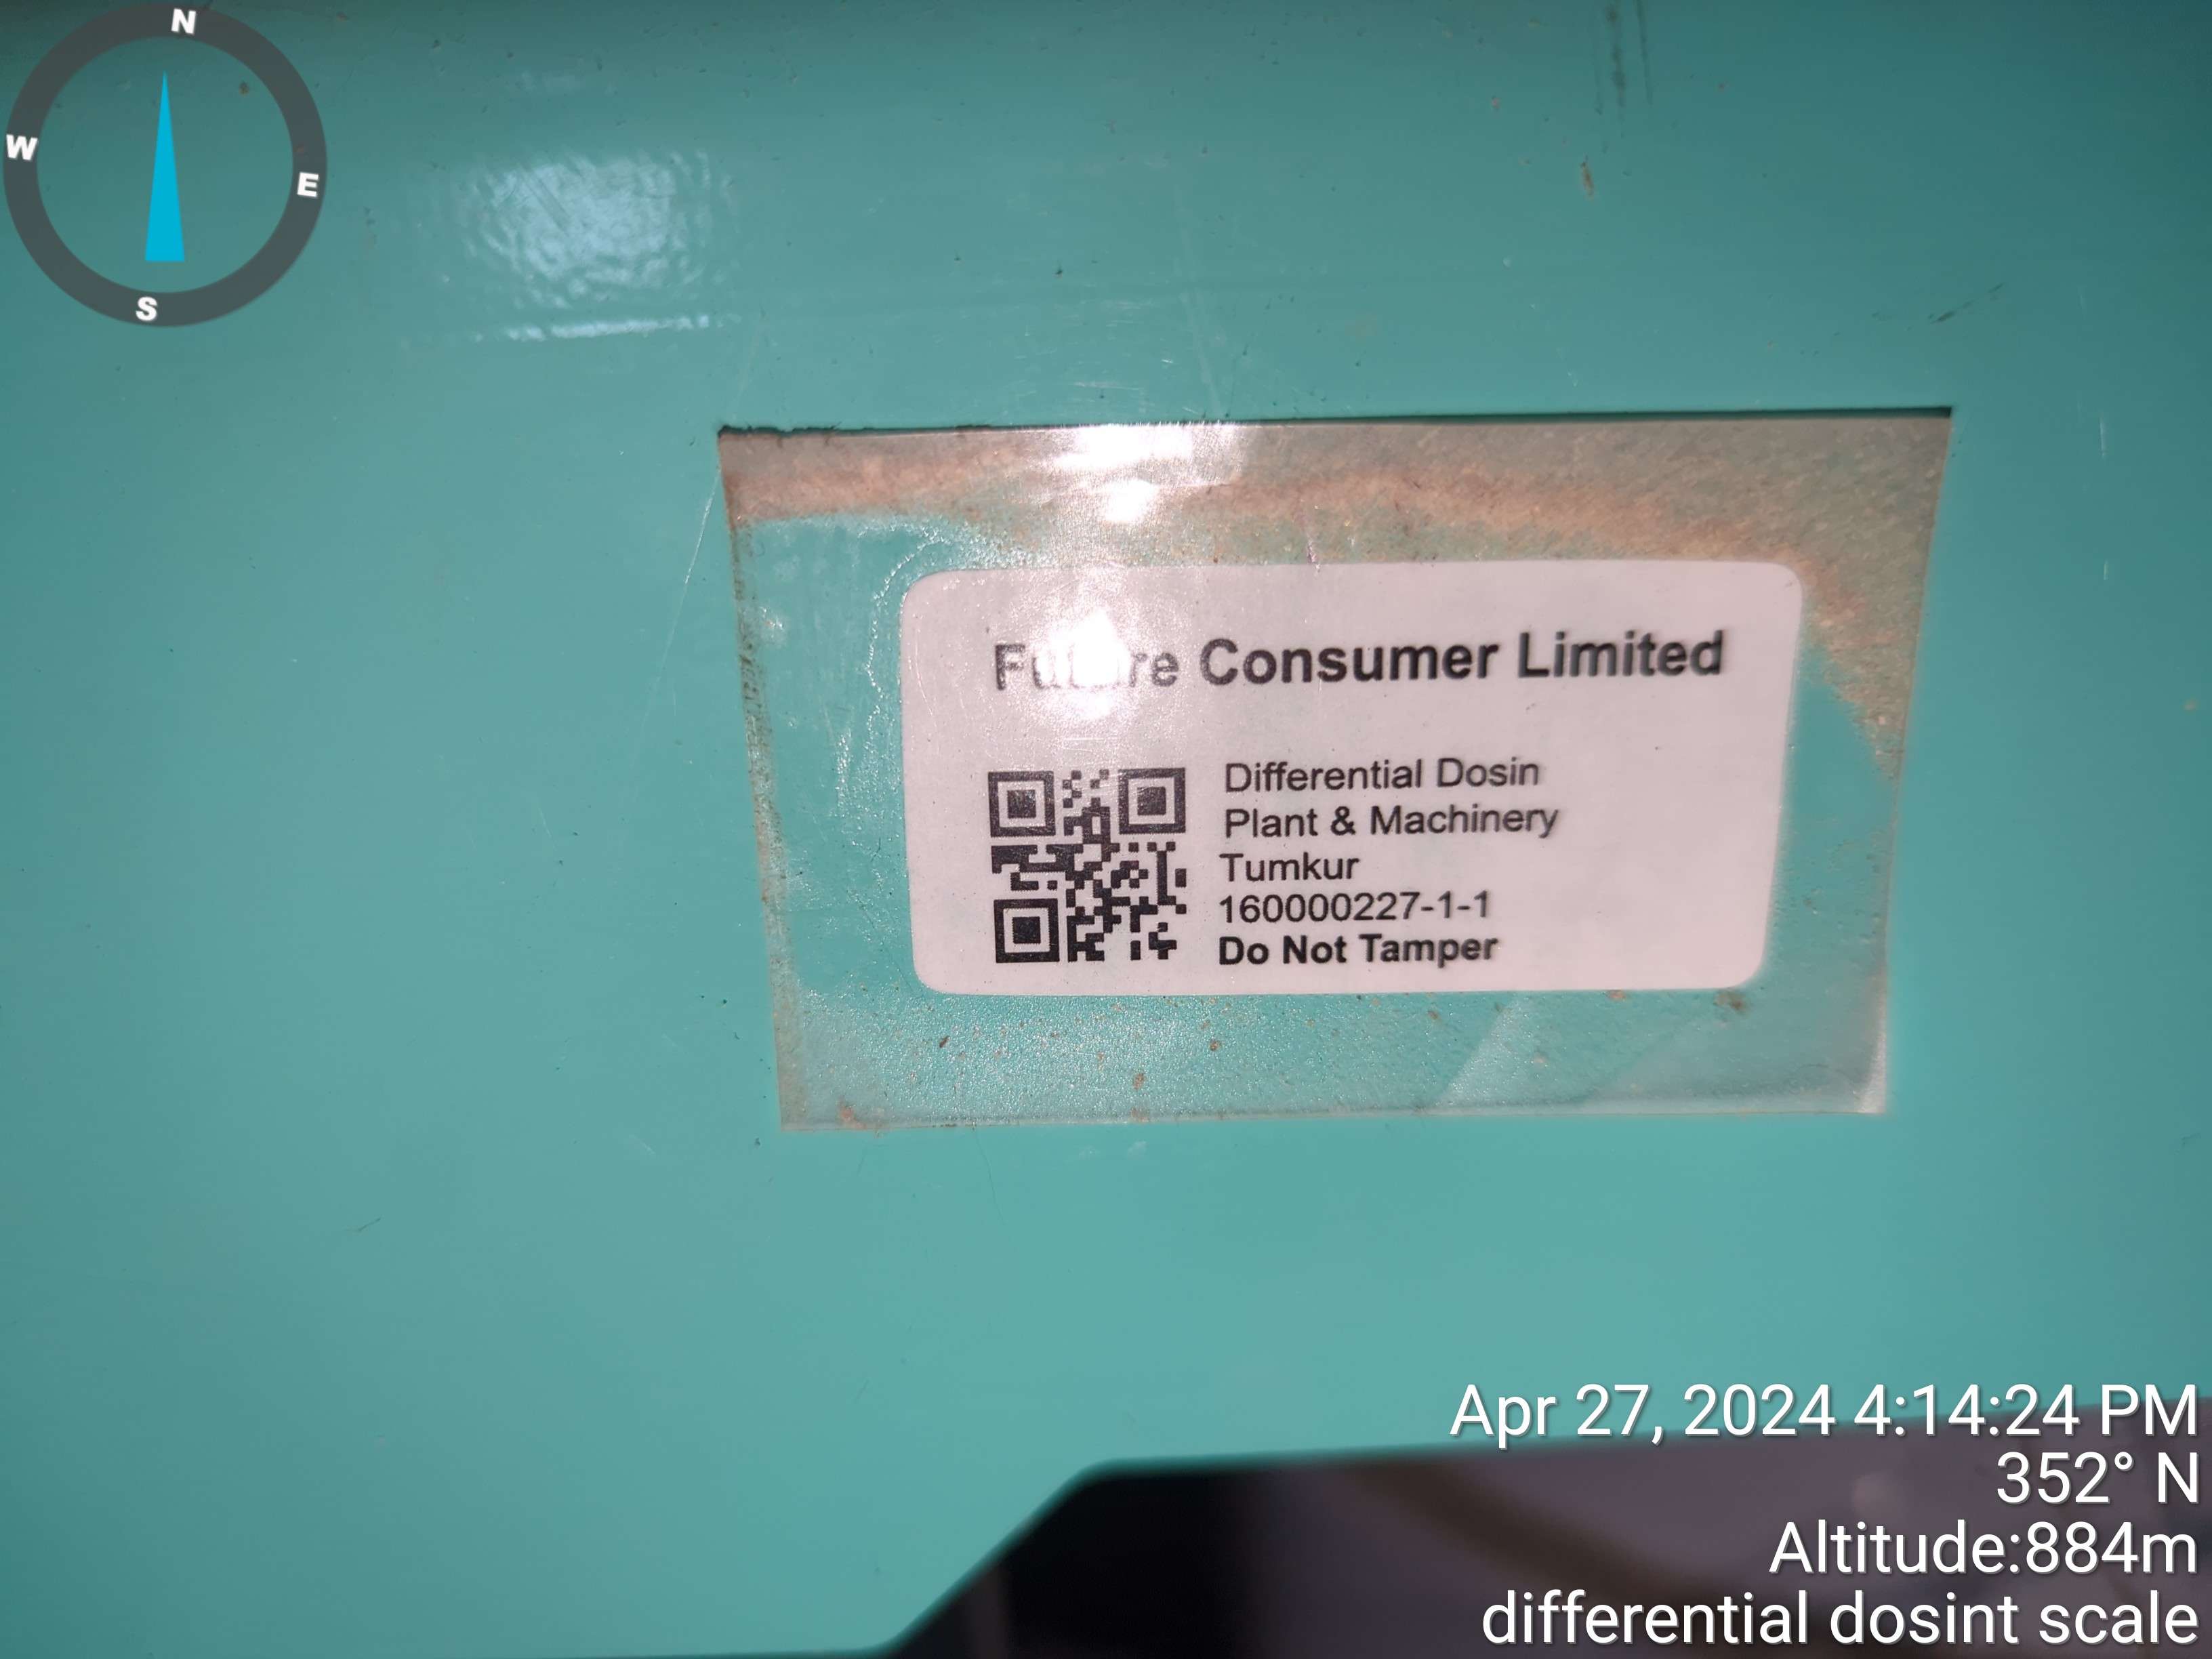 N
W
E
S
Future Consumer Limited
Differential Dosin
Plant & Machinery
Tumkur
160000227-1-1
Do Not Tamper
Apr 27, 2024 4:14:24 PM
352° N
Altitude:884m
differential dosint scale